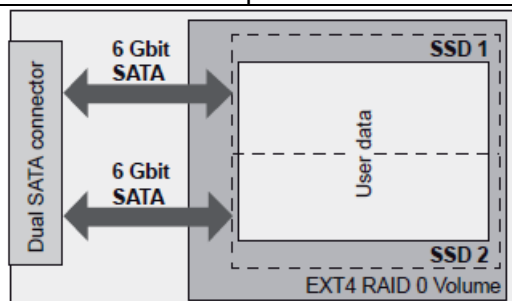 Dual SATA connector
6 Gbit
SATA
6 Gbit
SATA
SSD 1
User data
SSD 2
EXT4 RAID 0 Volume